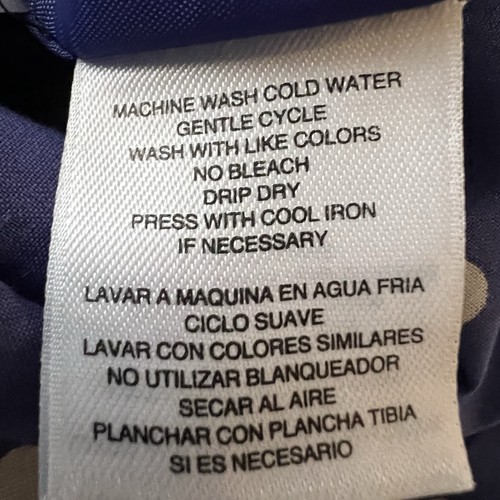 MACHINE WASH COLD WATER
GENTLE CYCLE
WASH WITH LIKE COLORS
NO BLEACH
DRIP DRY
PRESS WITH COOL IRON
IF NECESSARY
LAVAR A MAQUINA EN AGUA FRIA
CICLO SUAVE
LAVAR CON COLORES SIMILARES
NO UTILIZAR BLANQUEADOR
SECAR AL AIRE
PLANCHAR CON PLANCHA TIBIA
SI ES NECESARIO